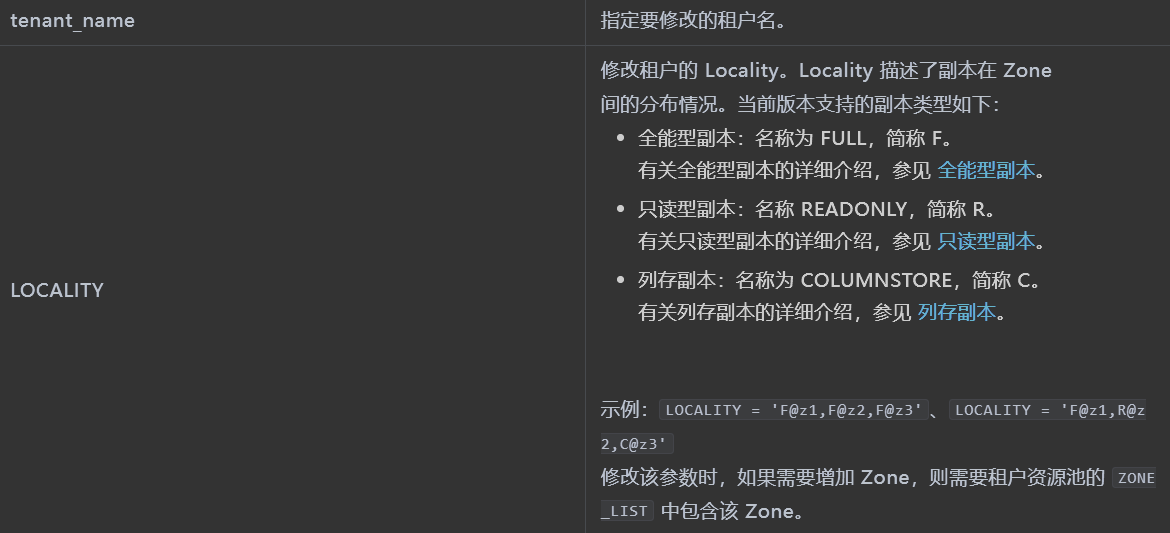 tenant_name
指定要修改的租户名。
LOCALITY
修改租户的 Locality。Locality 描述了副本在 Zone
间的分布情况。当前版本支持的副本类型如下：
全能型副本：名称为 FULL，简称 F。
有关全能型副本的详细介绍，参见 全能型副本。
只读型副本：名称 READONLY，简称 R。
有关只读型副本的详细介绍，参见 只读型副本。
列存副本：名称为 COLUMNSTORE，简称 C。
有关列存副本的详细介绍，参见 列存副本。
示例：LOCALITY = 'F@z1,F@z2,F@z3'、LOCALITY = 'F@z1,R@z
2,C@z3'
修改该参数时，如果需要增加 Zone，则需要租户资源池的 ZONE
_LIST 中包含该 Zone。